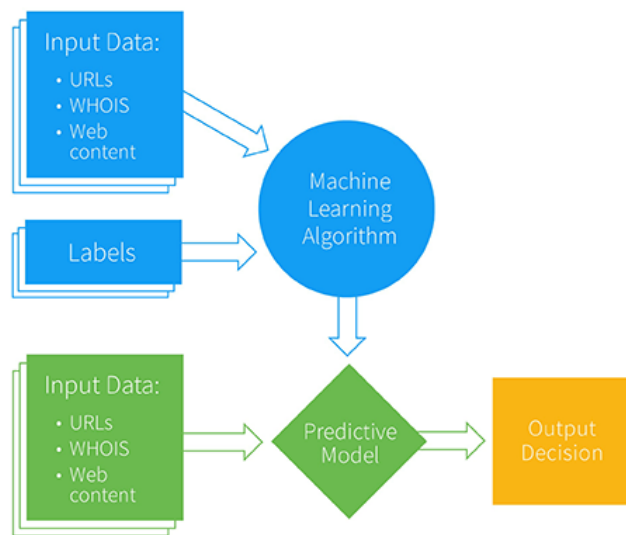 Input Data:
• URLs
• WHOIS
• Web
content
Machine
Learning
Algorithm
Labels
Input Data:
• URLs
• WHOIS
• Web
content
Predictive
Model
Output
Decision